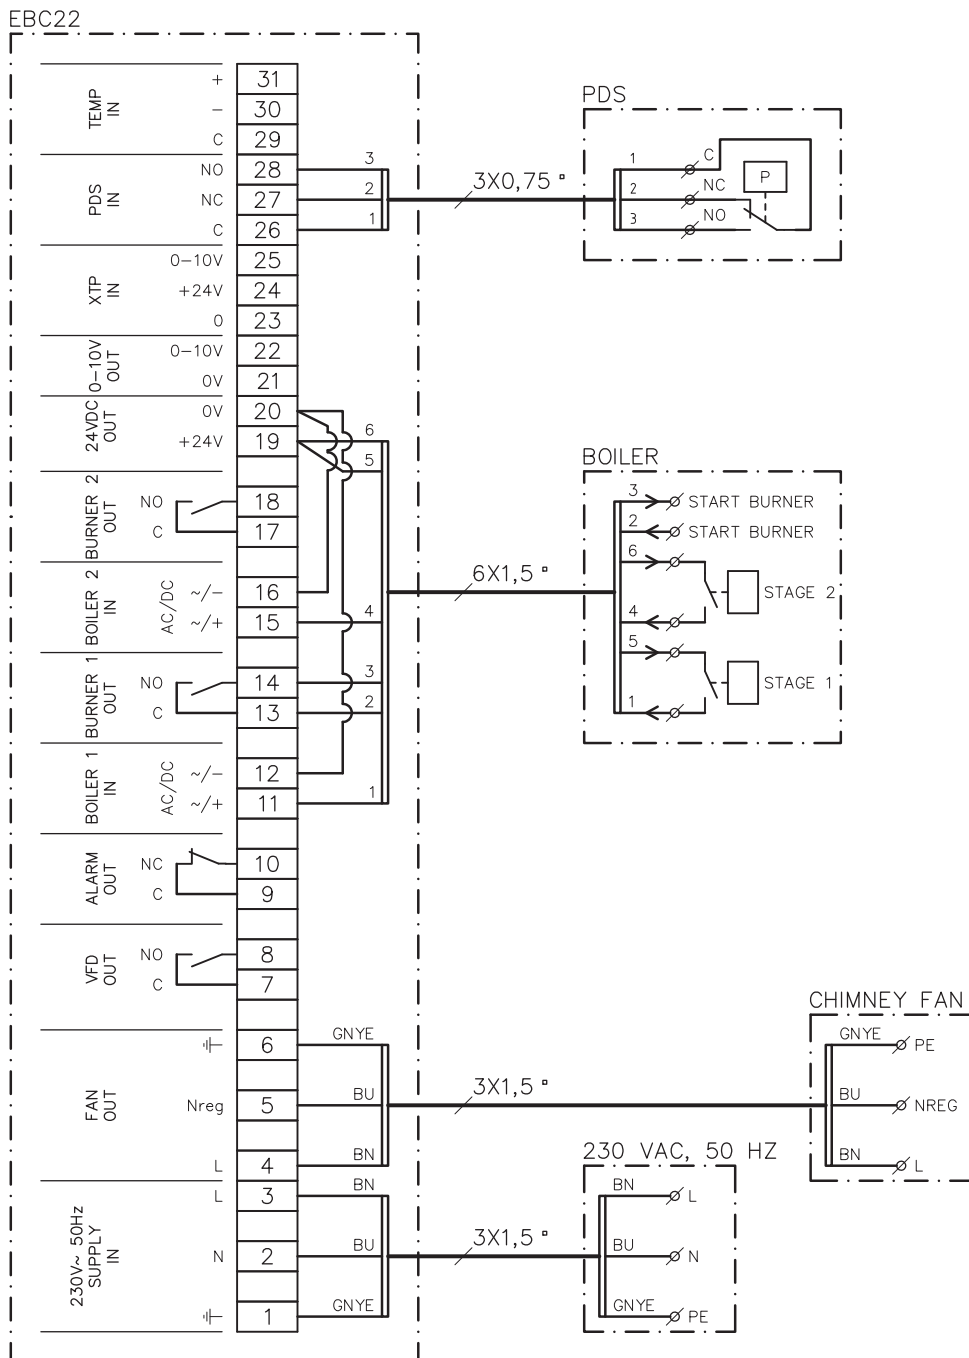 EBC22
TEMP IN
+ 31
- 30
C 29
PDS IN
NO 28 3
NC 27 2
C 26 1
3X0,75 ▫
PDS
1 C
2 NC
3 NO
P
XTP IN
0-10V 25
+24V 24
0 23
0-10V OUT
0-10V 22
0V 21
24VDC OUT
0V 20
+24V 19 6
5
BURNER 2 OUT
NO 18
C 17
BOILER 2 IN
AC/DC
~/- 16
~/+ 15 4
6X1,5 ▫
BOILER
3 START BURNER
2 START BURNER
6
STAGE 2
4
5
STAGE 1
1
BURNER 1 OUT
NO 14 3
C 13 2
BOILER 1 IN
AC/DC
~/- 12
~/+ 11 1
ALARM OUT
NC 10
C 9
VFD OUT
NO 8
C 7
FAN OUT
6 GNYE
Nreg 5 BU
L 4 BN
3X1,5 ▫
CHIMNEY FAN
GNYE PE
BU NREG
BN L
230V~ 50Hz SUPPLY IN
L 3 BN
N 2 BU
1 GNYE
3X1,5 ▫
230 VAC, 50 HZ
BN L
BU N
GNYE PE